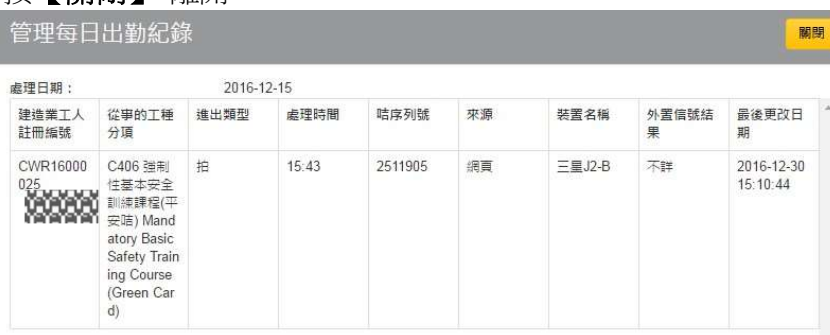 按【關閉】離開
管理每日出勤紀錄
關閉
處理日期： 2016-12-15
建造業工人 從事的工種 進出類型 處理時間 咭序列號 來源 裝置名稱 外置信號結 最後更改日
註冊編號 分項 果 期
CWR16000 C406 強制 拍 15:43 2511905 網頁 三星J2-B 不詳 2016-12-30
025 性基本安全 15:10:44
訓練課程(平
安咭) Mand
atory Basic
Safety Train
ing Course
(Green Car
d)